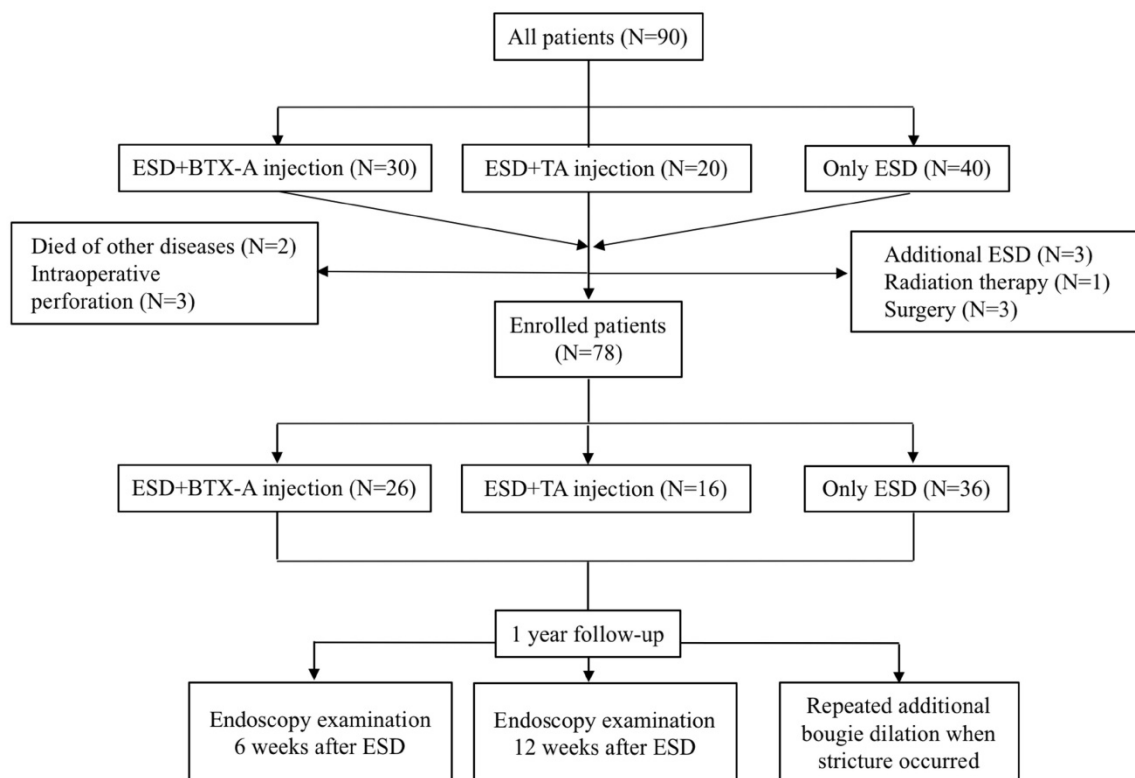 All patients (N=90)
ESD+BTX-A injection (N=30)
ESD+TA injection (N=20)
Only ESD (N=40)
Died of other diseases (N=2)
Intraoperative
perforation (N=3)
Additional ESD (N=3)
Radiation therapy (N=1)
Surgery (N=3)
Enrolled patients
(N=78)
ESD+BTX-A injection (N=26)
ESD+TA injection (N=16)
Only ESD (N=36)
1 year follow-up
Endoscopy examination
6 weeks after ESD
Endoscopy examination
12 weeks after ESD
Repeated additional
bougie dilation when
stricture occurred